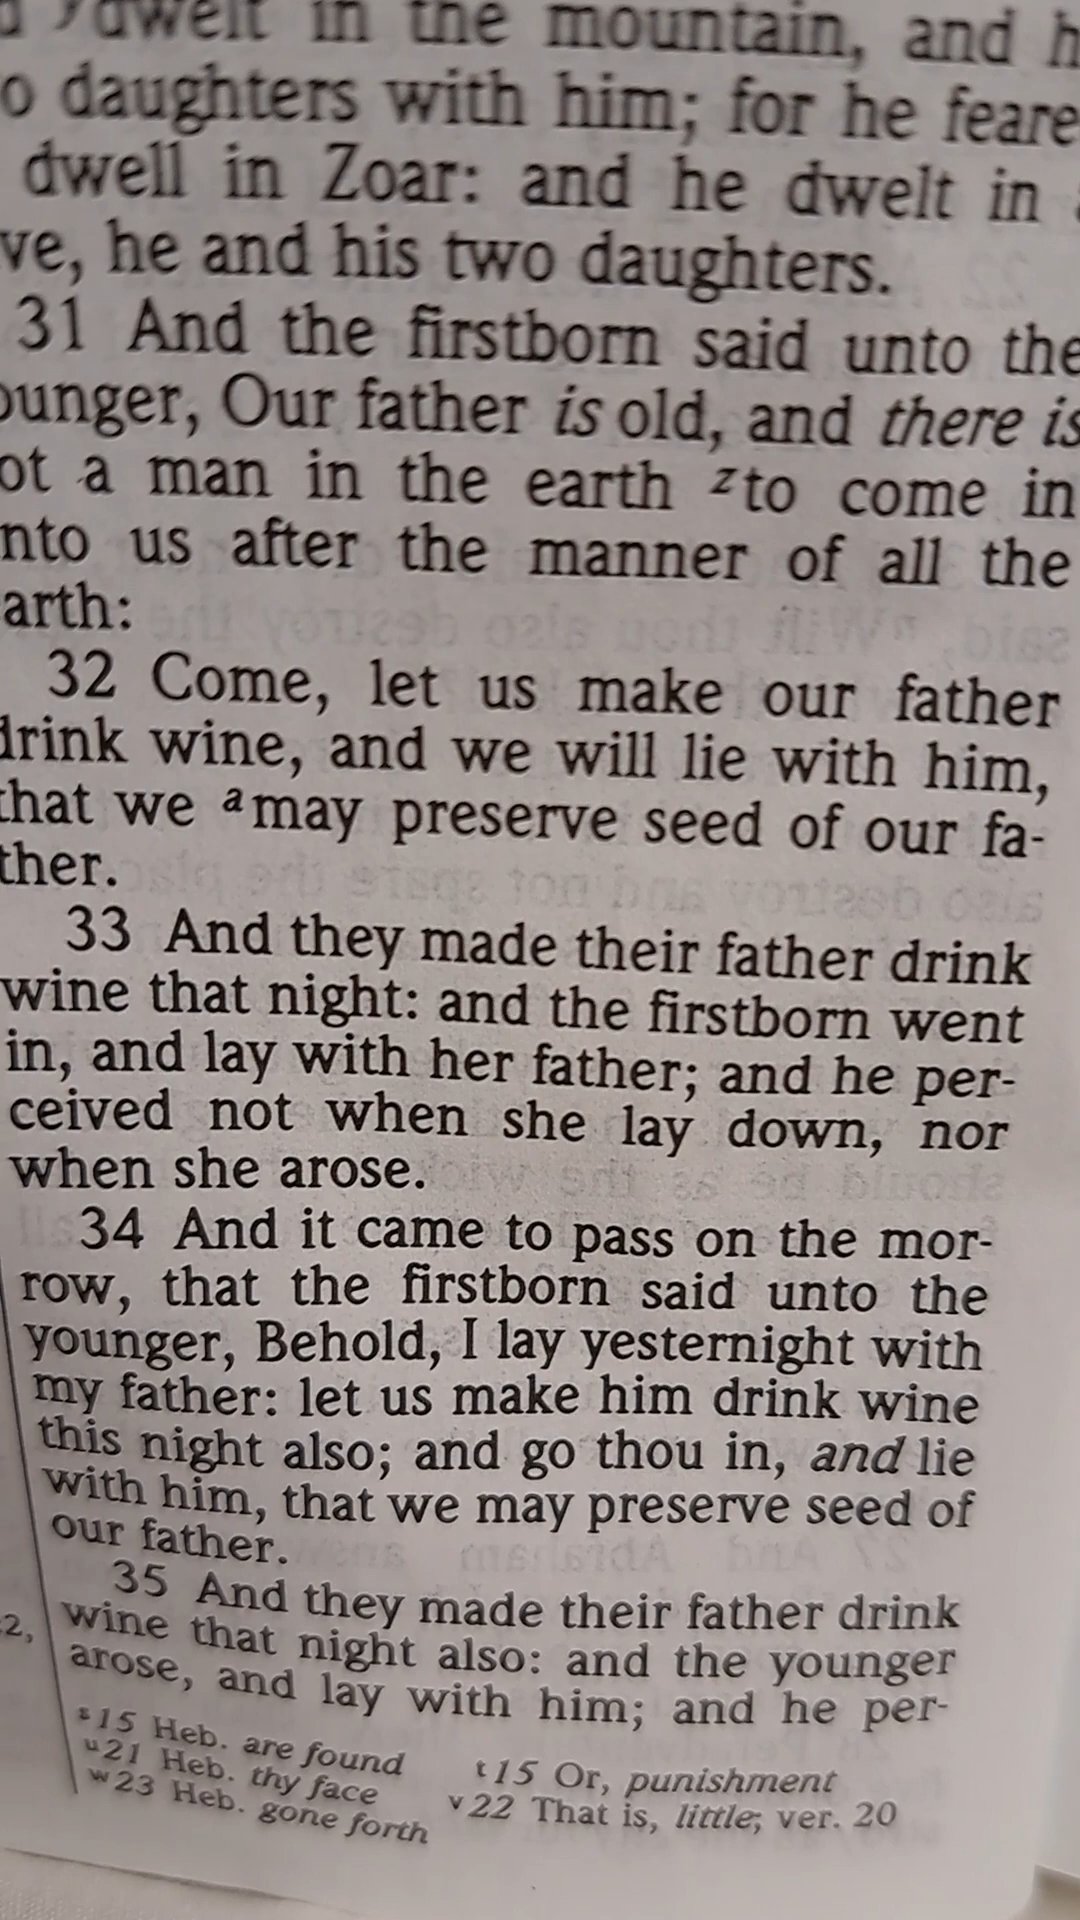 dwelt in the mountain, and h
o daughters with him; for he feare
dwell in Zoar: and he dwelt in
ve, he and his two daughters.
31 And the firstborn said unto the
ounger, Our father is old, and there is
ot a man in the earth z to come in
nto us after the manner of all the
arth:
32 Come, let us make our father
drink wine, and we will lie with him,
that we a may preserve seed of our fa-
ther.
33 And they made their father drink
wine that night: and the firstborn went
in, and lay with her father; and he per-
ceived not when she lay down, nor
when she arose.
34 And it came to pass on the mor-
row, that the firstborn said unto the
younger, Behold, I lay yesternight with
my father: let us make him drink wine
this night also; and go thou in, and lie
with him, that we may preserve seed of
our father.
35 And they made their father drink
wine that night also: and the younger
arose, and lay with him; and he per-
2,
s 15 Heb. are found
t 15 Or, punishment
u 21 Heb. thy face
v 22 That is, little; ver. 20
w 23 Heb. gone forth